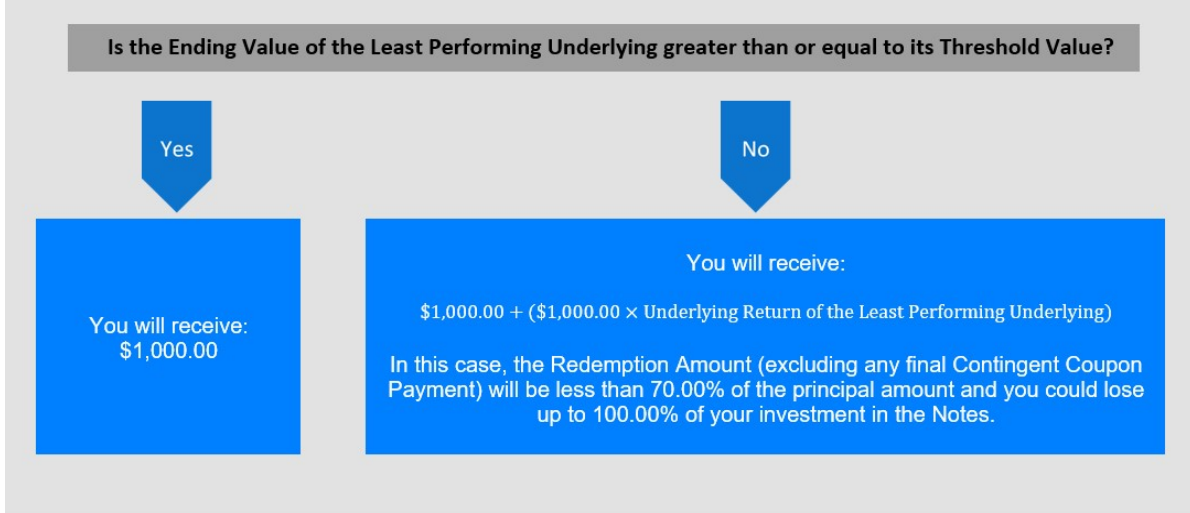 Is the Ending Value of the Least Performing Underlying greater than or equal to its Threshold Value?
Yes
No
You will receive:
$1,000.00
You will receive:
$1,000.00 + ($1,000.00 × Underlying Return of the Least Performing Underlying)
In this case, the Redemption Amount (excluding any final Contingent Coupon
Payment) will be less than 70.00% of the principal amount and you could lose
up to 100.00% of your investment in the Notes.